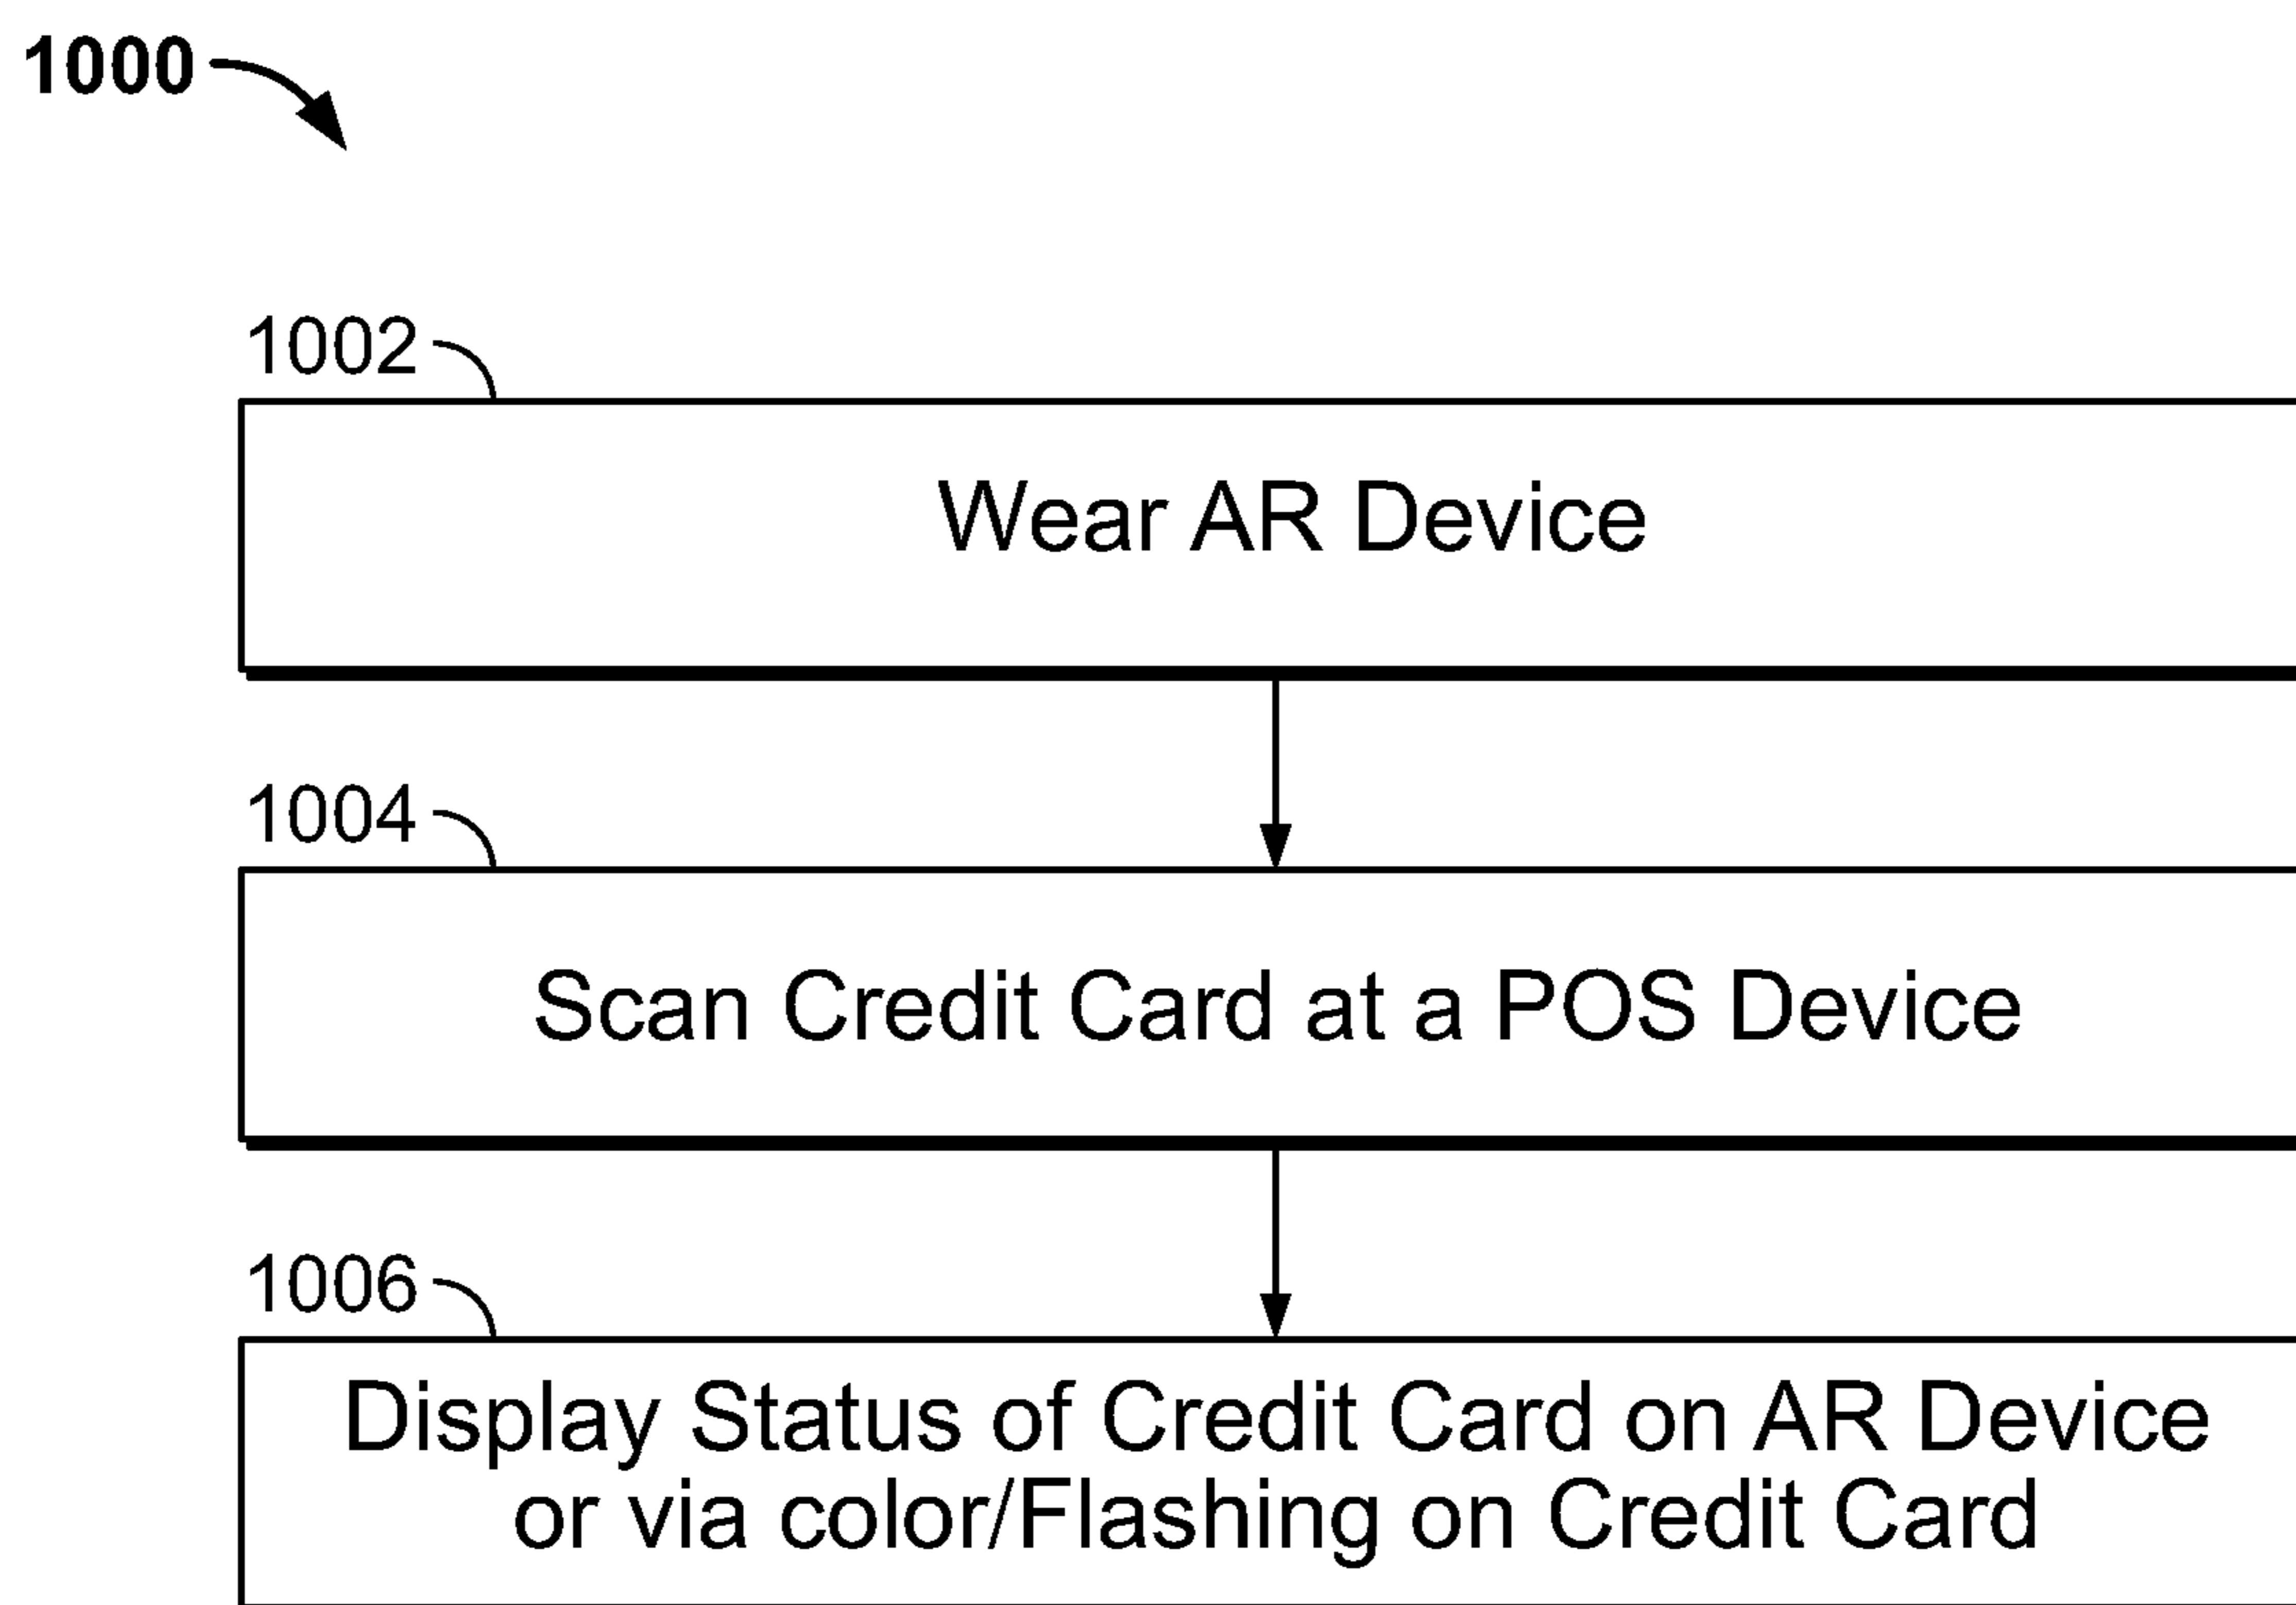 1000
1002
Wear AR Device
1004
Scan Credit Card at a POS Device
1006
Display Status of Credit Card on AR Device
or via color/Flashing on Credit Card